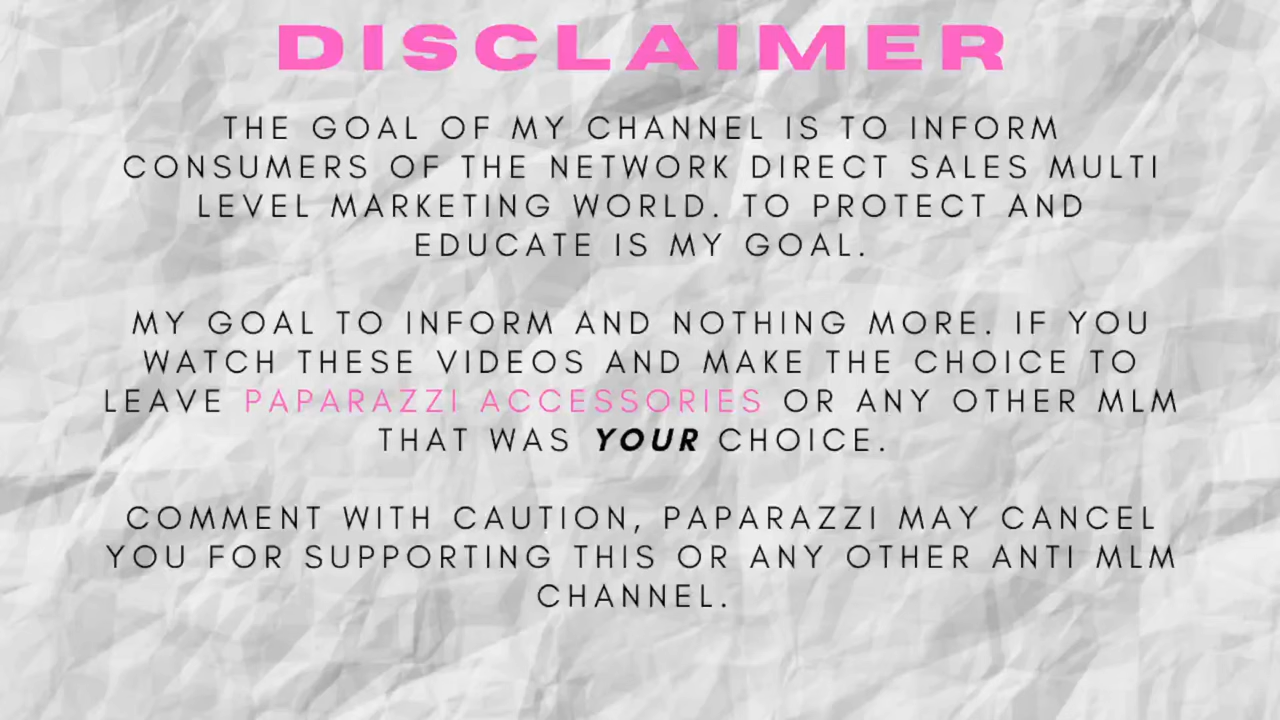 DISCLAIMER
THE GOAL OF MY CHANNEL IS TO INFORM
CONSUMERS OF THE NETWORK DIRECT SALES MULTI
LEVEL MARKETING WORLD. TO PROTECT AND
EDUCATE IS MY GOAL.
MY GOAL TO INFORM AND NOTHING MORE. IF YOU
WATCH THESE VIDEOS AND MAKE THE CHOICE TO
LEAVE PAPARAZZI ACCESSORIES OR ANY OTHER MLM
THAT WAS YOUR CHOICE.
COMMENT WITH CAUTION, PAPARAZZI MAY CANCEL
YOU FOR SUPPORTING THIS OR ANY OTHER ANTI MLM
CHANNEL.